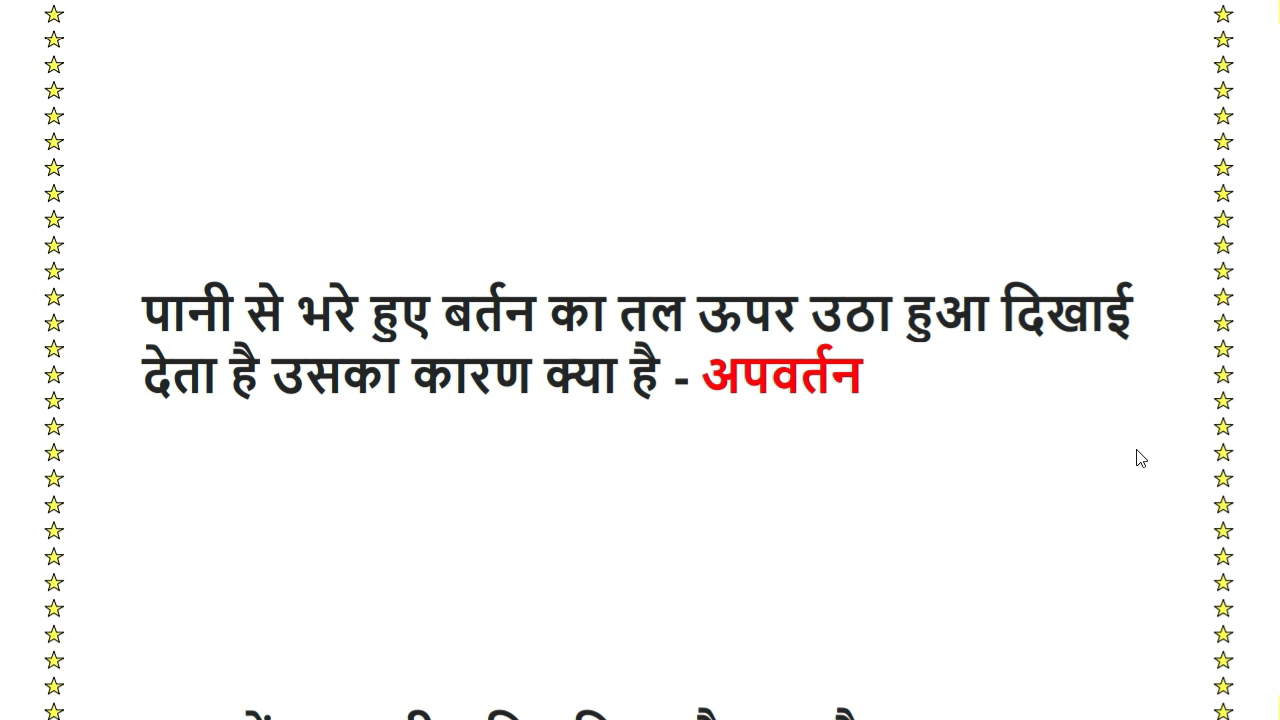 पानी से भरे हुए बर्तन का तल ऊपर उठा हुआ दिखाई
देता है उसका कारण क्या है - अपवर्तन